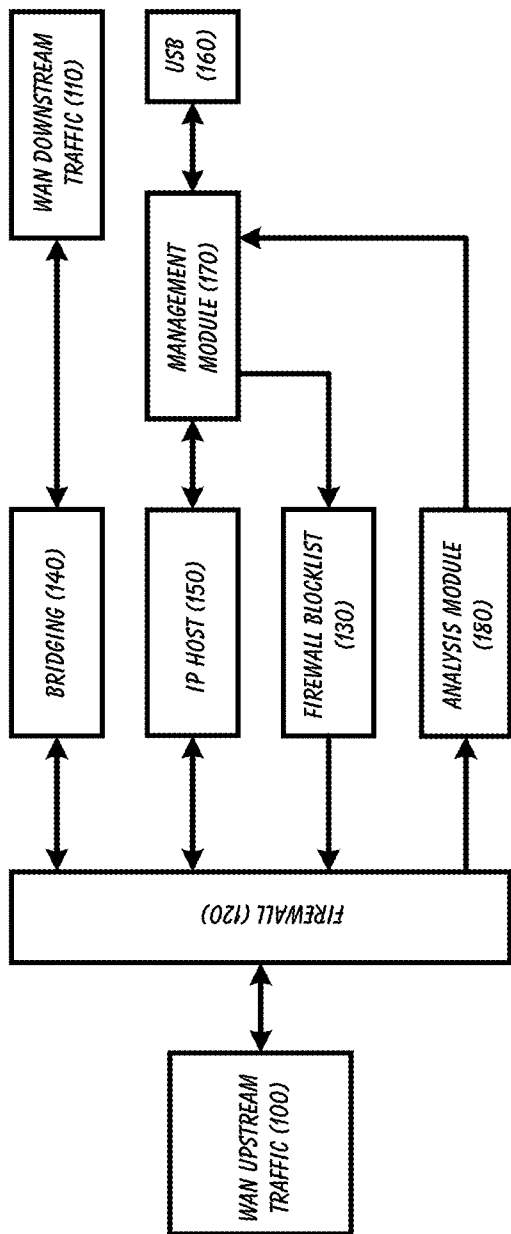 WAN UPSTREAM
TRAFFIC (100)
FIREWALL (120)
BRIDGING (140)
IP HOST (150)
FIREWALL BLOCKLIST
(130)
ANALYSIS MODULE
(180)
WAN DOWNSTREAM
TRAFFIC (110)
MANAGEMENT
MODULE (170)
USB
(160)